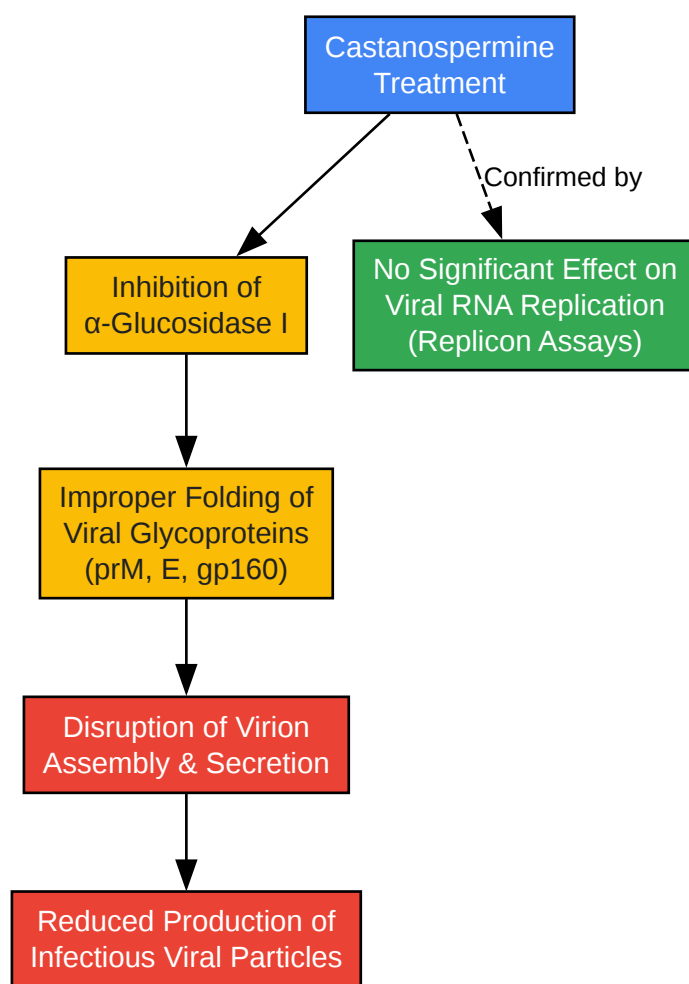 Castanospermine
Treatment
Confirmed by
Inhibition of
α-Glucosidase I
No Significant Effect on
Viral RNA Replication
(Replicon Assays)
Improper Folding of
Viral Glycoproteins
(prM, E, gp160)
Disruption of Virion
Assembly & Secretion
Reduced Production of
Infectious Viral Particles